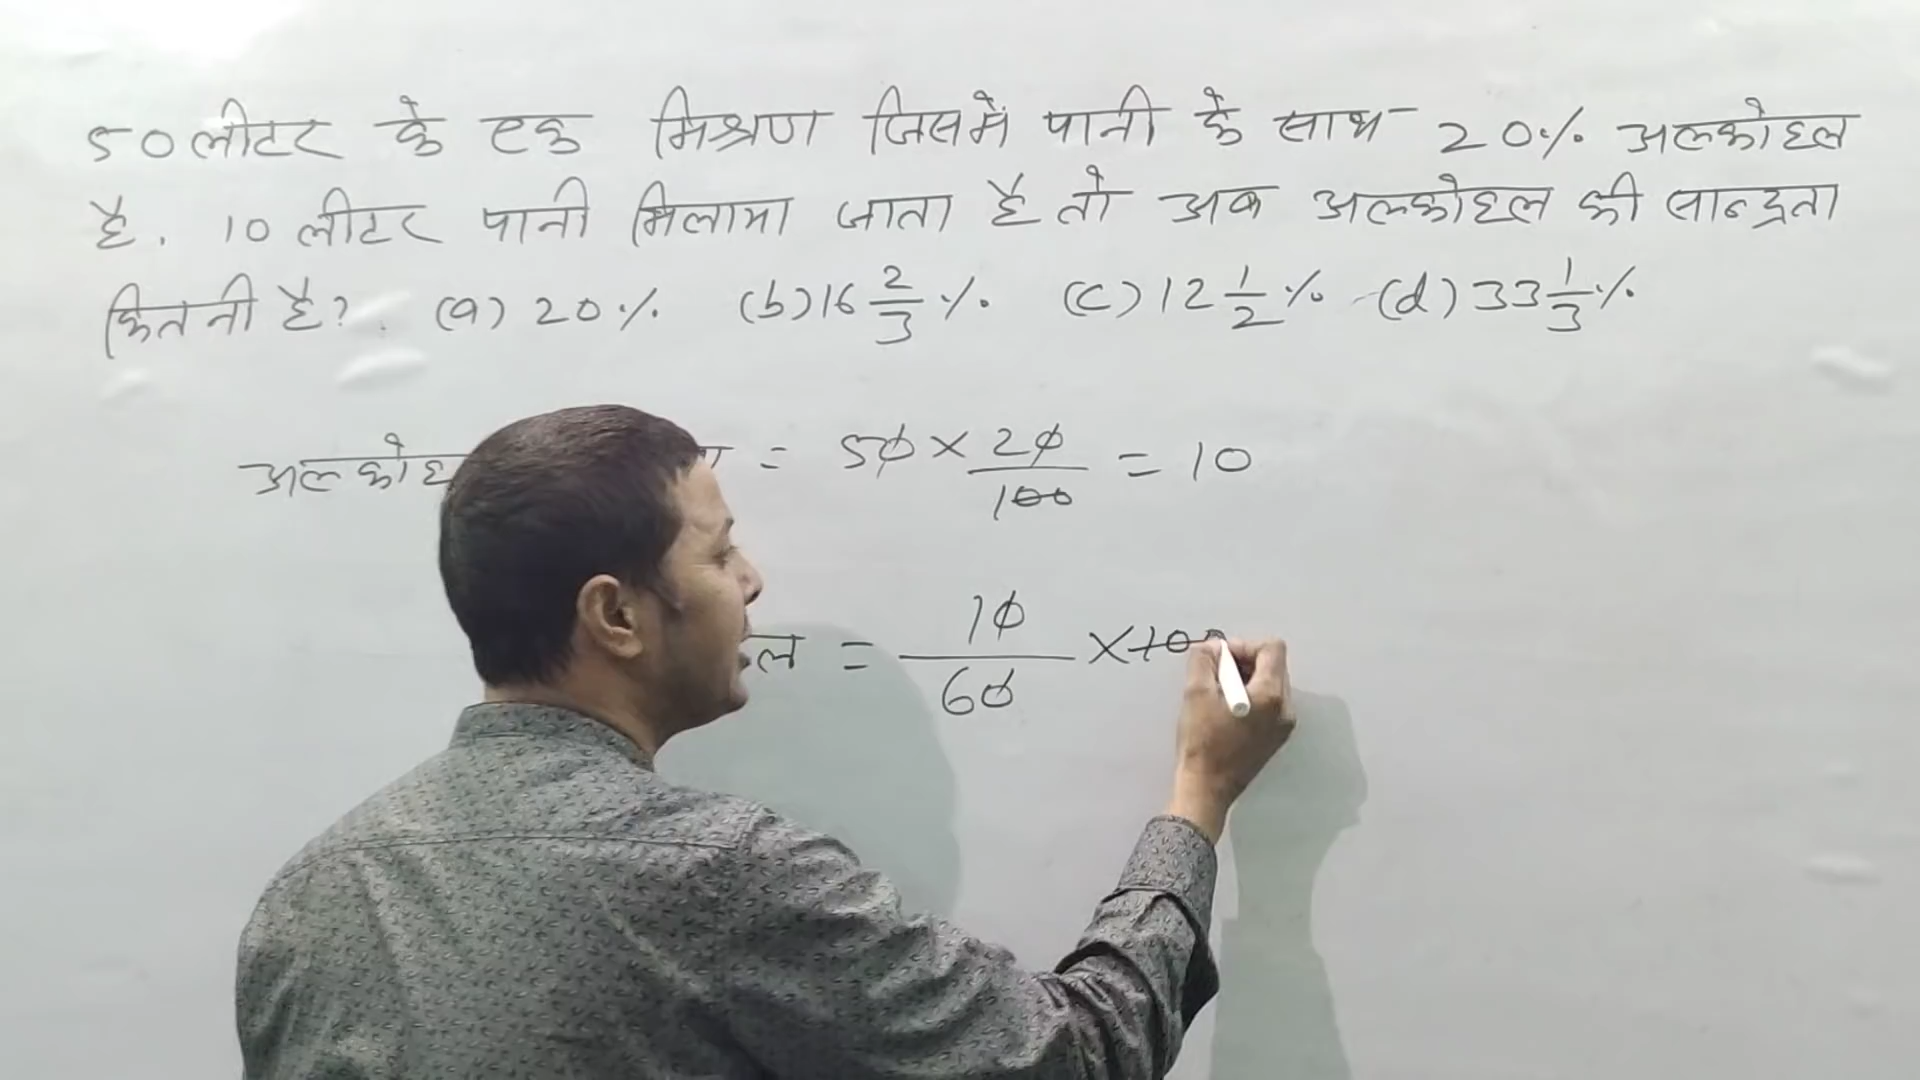 50 लीटर के एक मिश्रण जिसमें पानी के साथ 20% अल्कोहल
है. 10 लीटर पानी मिलाया जाता है तो अब अल्कोहल की सान्द्रता
कितनी है? (a) 20% (b) 16 2/3 % (c) 12 1/2 % (d) 33 1/3 %
= 50 × 20/100 = 10
ल = 10/60 ×